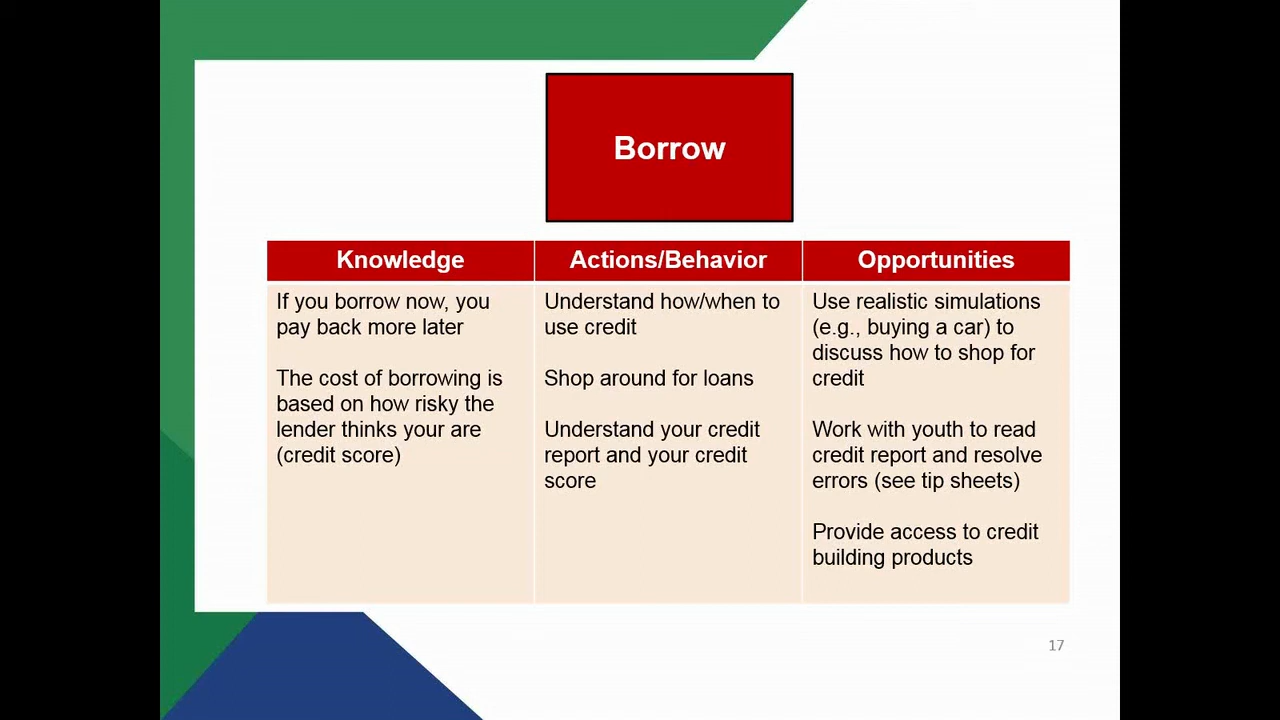 Borrow
Knowledge
Actions/Behavior
Opportunities
If you borrow now, you
pay back more later
The cost of borrowing is
based on how risky the
lender thinks your are
(credit score)
Understand how/when to
use credit
Shop around for loans
Understand your credit
report and your credit
score
Use realistic simulations
(e.g., buying a car) to
discuss how to shop for
credit
Work with youth to read
credit report and resolve
errors (see tip sheets)
Provide access to credit
building products
17